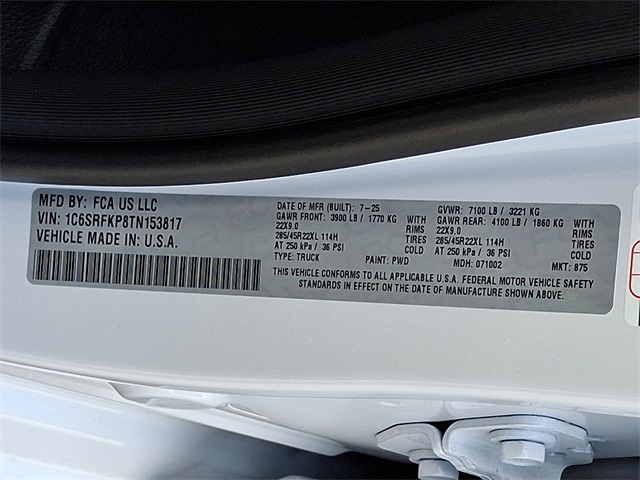 MFD BY: FCA US LLC
VIN: 1C6SRFKP8TN153817
VEHICLE MADE IN: U.S.A.
DATE OF MFR (BUILT): 7-25
GAWR FRONT: 3900 LB / 1770 KG WITH
22X9.0 RIMS
285/45R22XL 114H TIRES
AT 250 kPa / 36 PSI COLD
TYPE: TRUCK PAINT: PWD
GVWR: 7100 LB / 3221 KG
GAWR REAR: 4100 LB / 1860 KG WITH
22X9.0 RIMS
285/45R22XL 114H TIRES
AT 250 kPa / 36 PSI COLD
MDH: 071002 MKT: 875
THIS VEHICLE CONFORMS TO ALL APPLICABLE U.S.A. FEDERAL MOTOR VEHICLE SAFETY
STANDARDS IN EFFECT ON THE DATE OF MANUFACTURE SHOWN ABOVE.